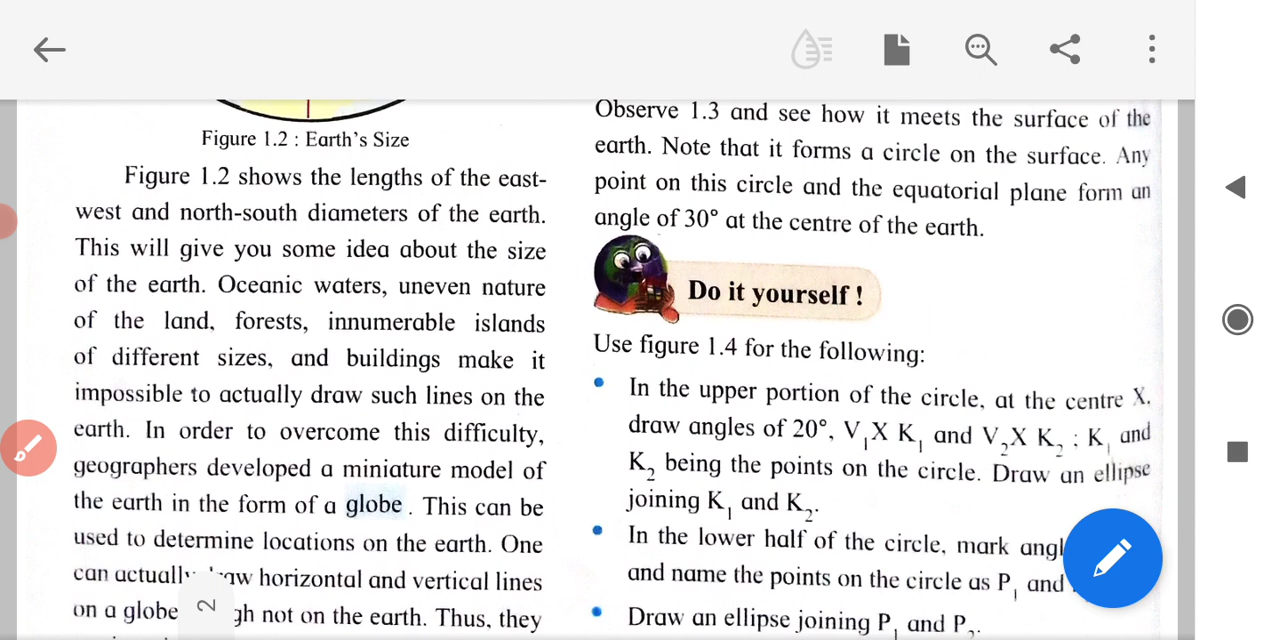 Figure 1.2 : Earth's Size
Figure 1.2 shows the lengths of the east-
west and north-south diameters of the earth.
This will give you some idea about the size
of the earth. Oceanic waters, uneven nature
of the land, forests, innumerable islands
of different sizes, and buildings make it
impossible to actually draw such lines on the
earth. In order to overcome this difficulty,
geographers developed a miniature model of
the earth in the form of a globe . This can be
used to determine locations on the earth. One
can horizontal and vertical lines
on a globe not on the earth. Thus, they
2
Observe 1.3 and see how it meets the surface of the
earth. Note that it forms a circle on the surface. Any
point on this circle and the equatorial plane form an
angle of 30° at the centre of the earth.
Do it yourself !
Use figure 1.4 for the following:
• In the upper portion of the circle, at the centre X,
draw angles of 20°, V₁X K₁ and V₂X K₂ ; K₁ and
K₂ being the points on the circle. Draw an ellipse
joining K₁ and K₂.
• In the lower half of the circle, mark
and name the points on the circle as P₁ and
• Draw an ellipse joining P₁ and P₂.